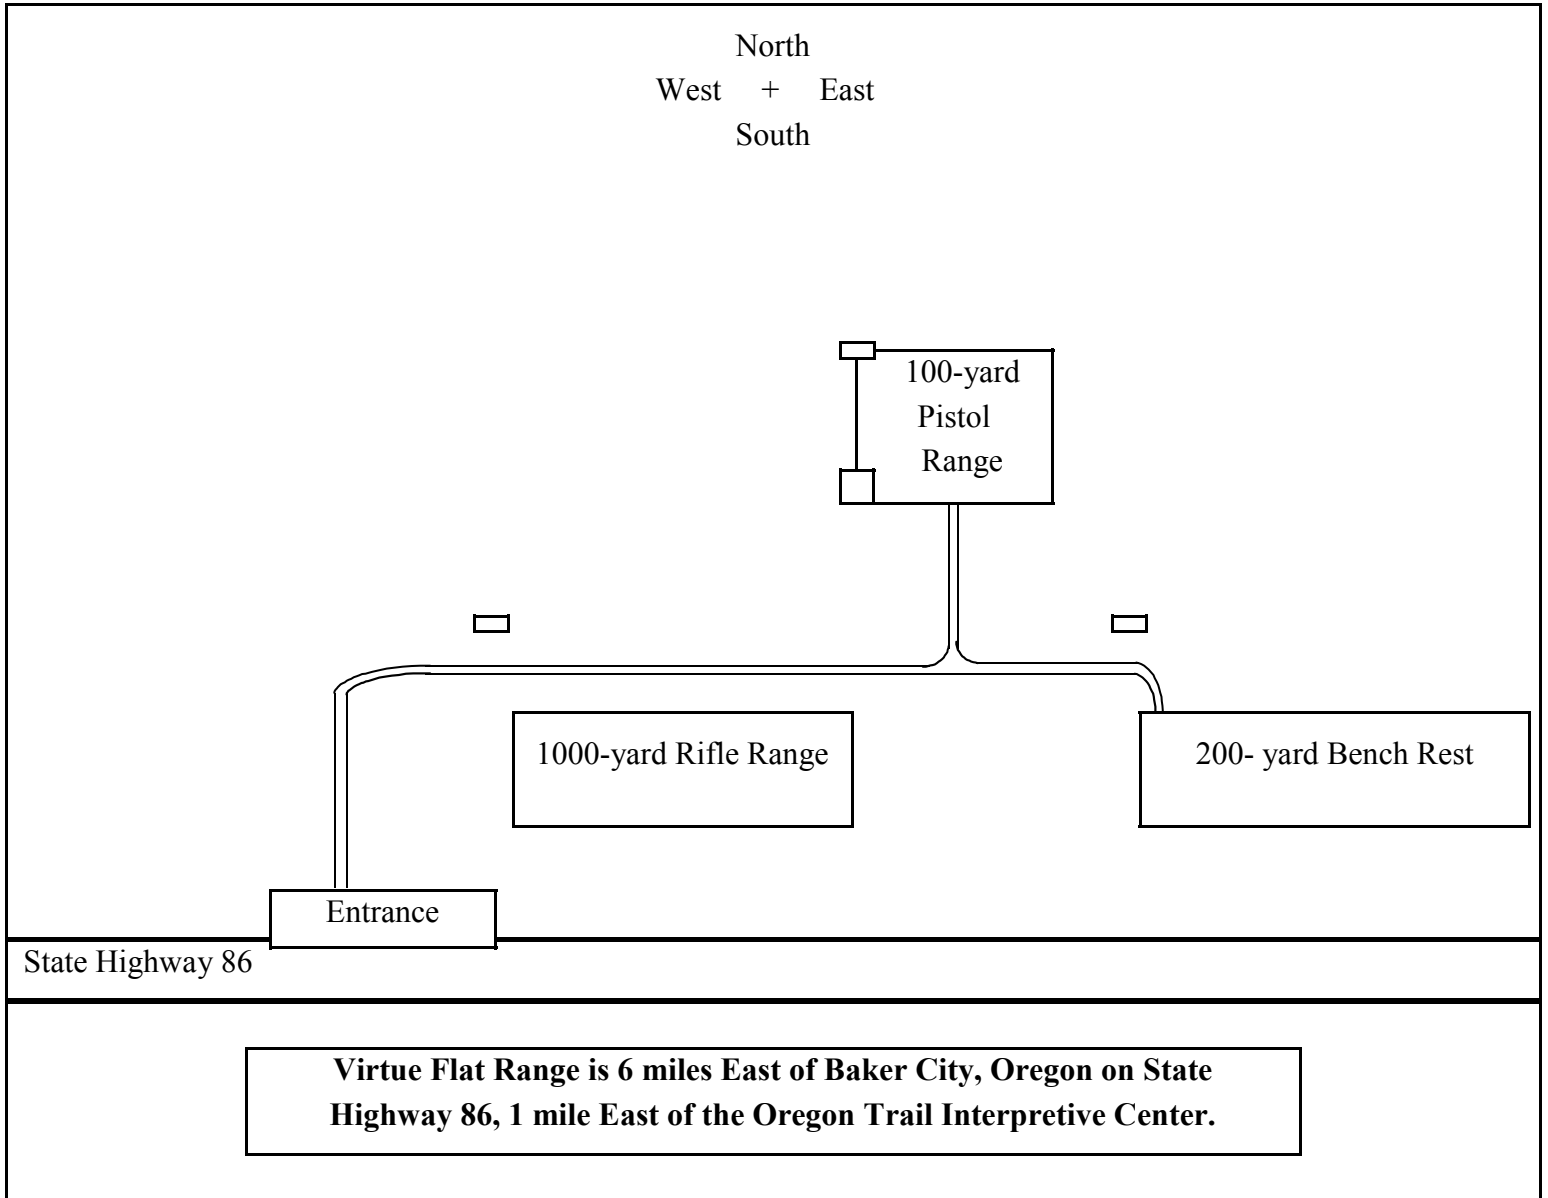 North
West + East
South
100-yard
Pistol
Range
1000-yard Rifle Range
200- yard Bench Rest
Entrance
State Highway 86
Virtue Flat Range is 6 miles East of Baker City, Oregon on State
Highway 86, 1 mile East of the Oregon Trail Interpretive Center.